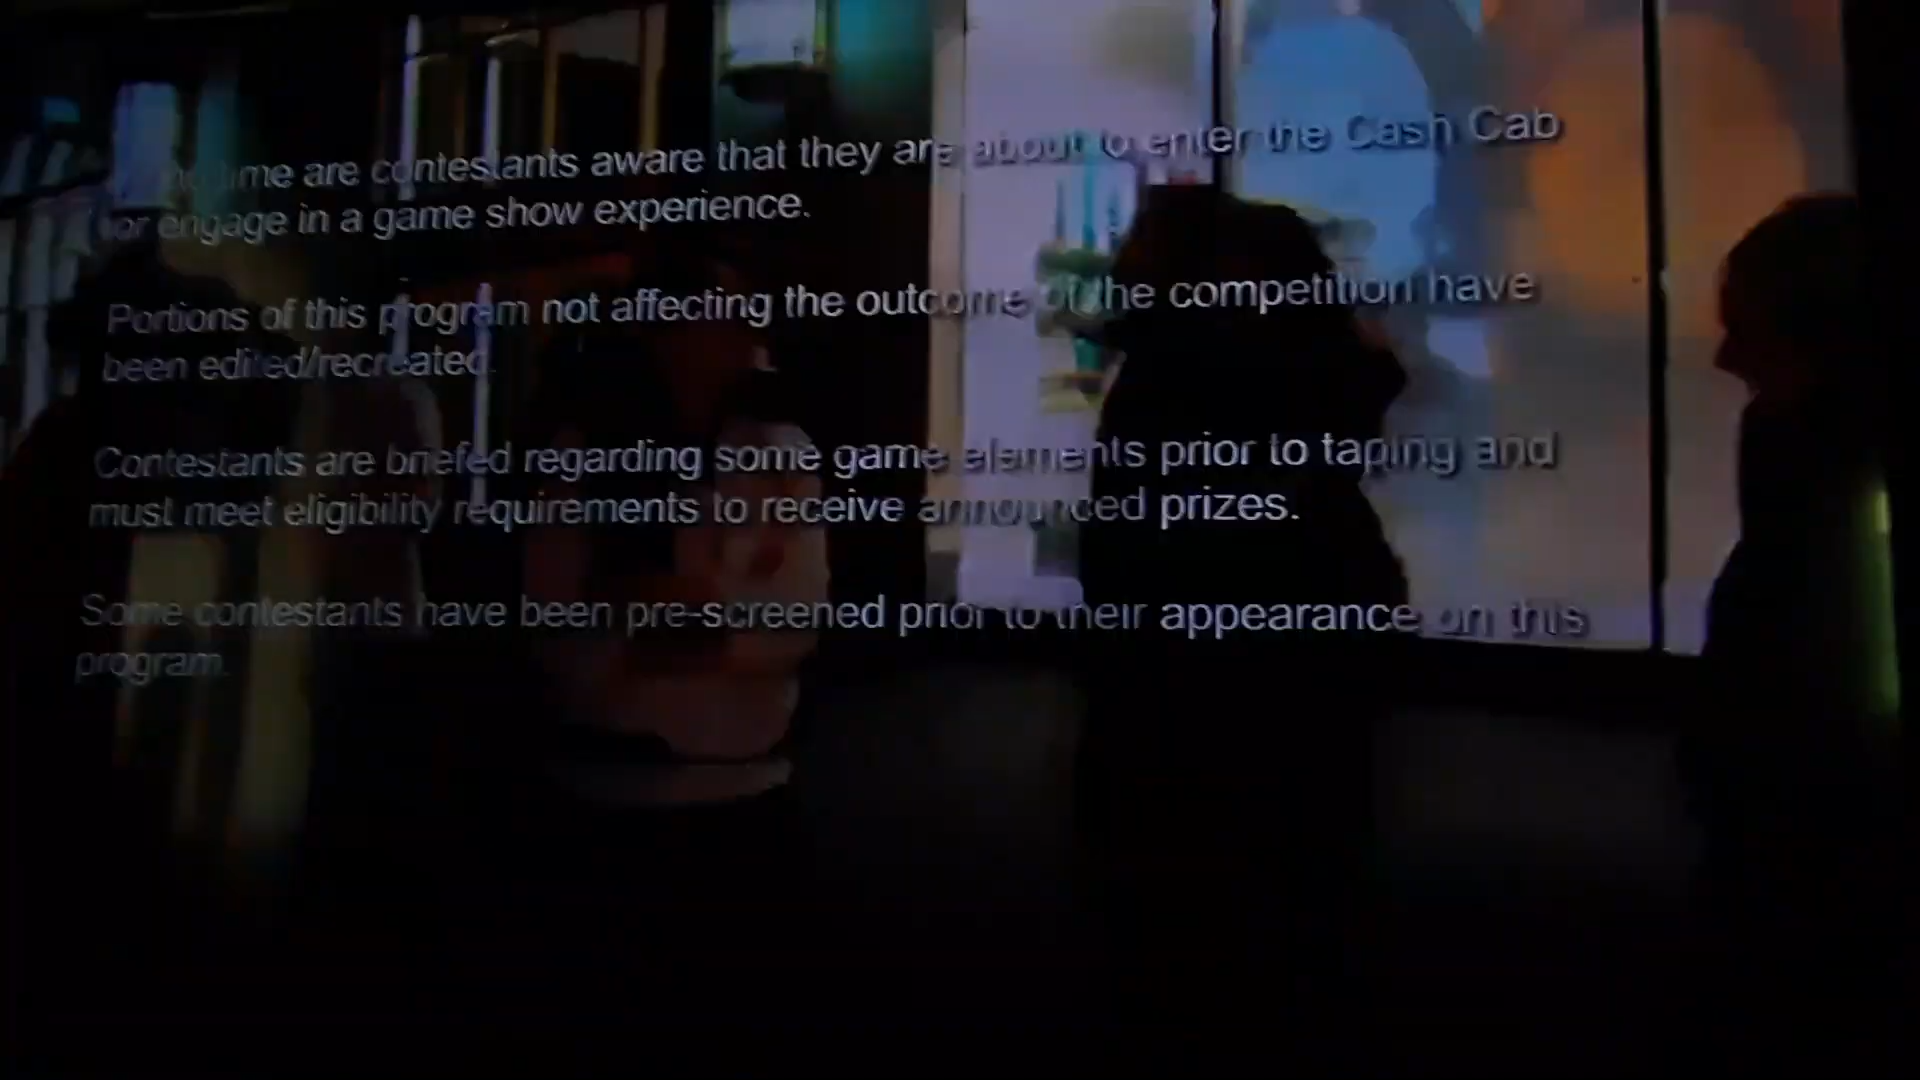 time are contestants aware that they are about to enter the Cash Cab
or engage in a game show experience.
Portions of this program not affecting the outcome of the competition have
been edited/recreated.
Contestants are briefed regarding some game elements prior to taping and
must meet eligibility requirements to receive announced prizes.
Some contestants have been pre-screened prior to their appearance on this
program.